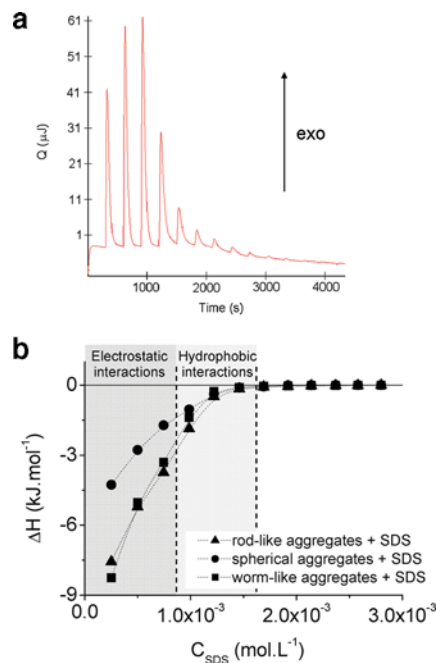 a
61
51
41
31
21
11
1
Q (µJ)
exo
1000 2000 3000 4000
Time (s)
b
Electrostatic interactions
Hydrophobic interactions
0
-3
-6
-9
ΔH (kJ.mol⁻¹)
rod-like aggregates + SDS
spherical aggregates + SDS
worm-like aggregates + SDS
0.0 1.0x10⁻³ 2.0x10⁻³ 3.0x10⁻³
C_SDS (mol.L⁻¹)